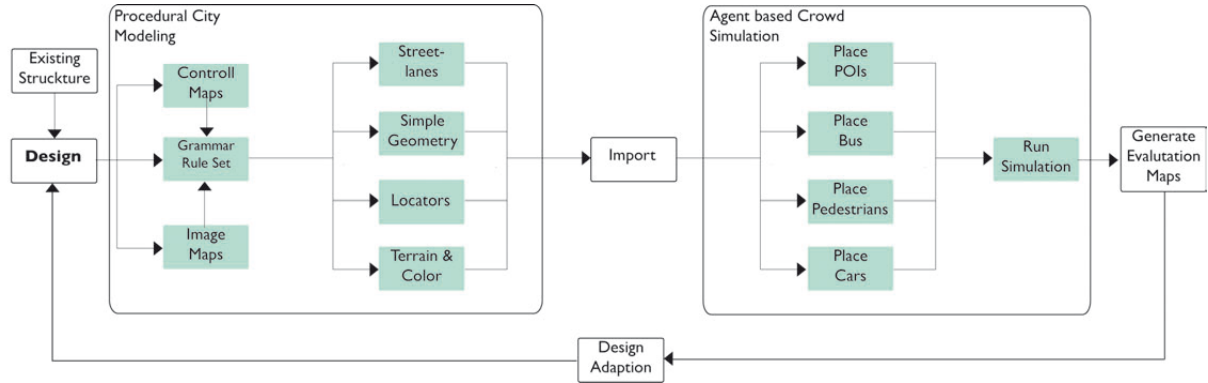 Procedural City
Modeling
Agent based Crowd
Simulation
Existing
Struckture
Design
Controll
Maps
Grammar
Rule Set
Image
Maps
Street-
lanes
Simple
Geometry
Locators
Terrain &
Color
Import
Place
POIs
Place
Bus
Place
Pedestrians
Place
Cars
Run
Simulation
Generate
Evalutation
Maps
Design
Adaption